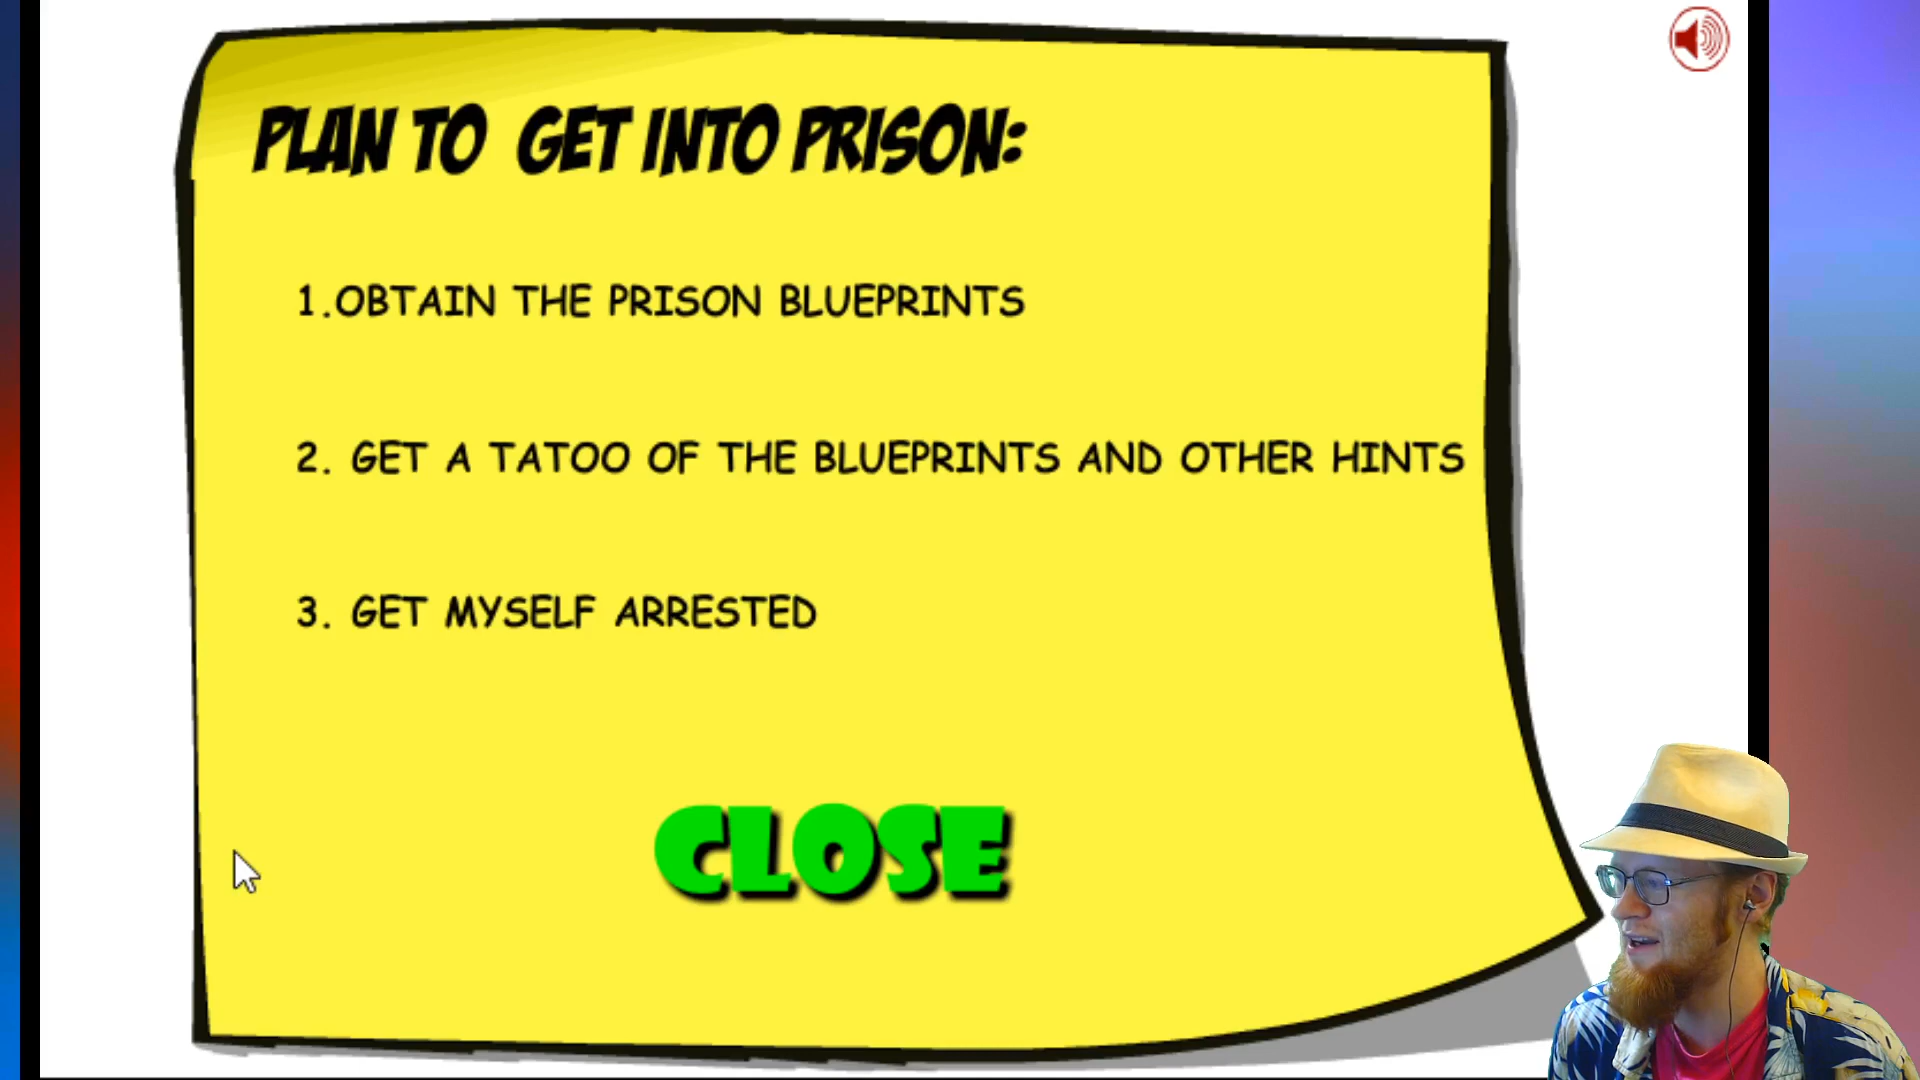 PLAN TO GET INTO PRISON:
1.OBTAIN THE PRISON BLUEPRINTS
2. GET A TATOO OF THE BLUEPRINTS AND OTHER HINTS
3. GET MYSELF ARRESTED
CLOSE